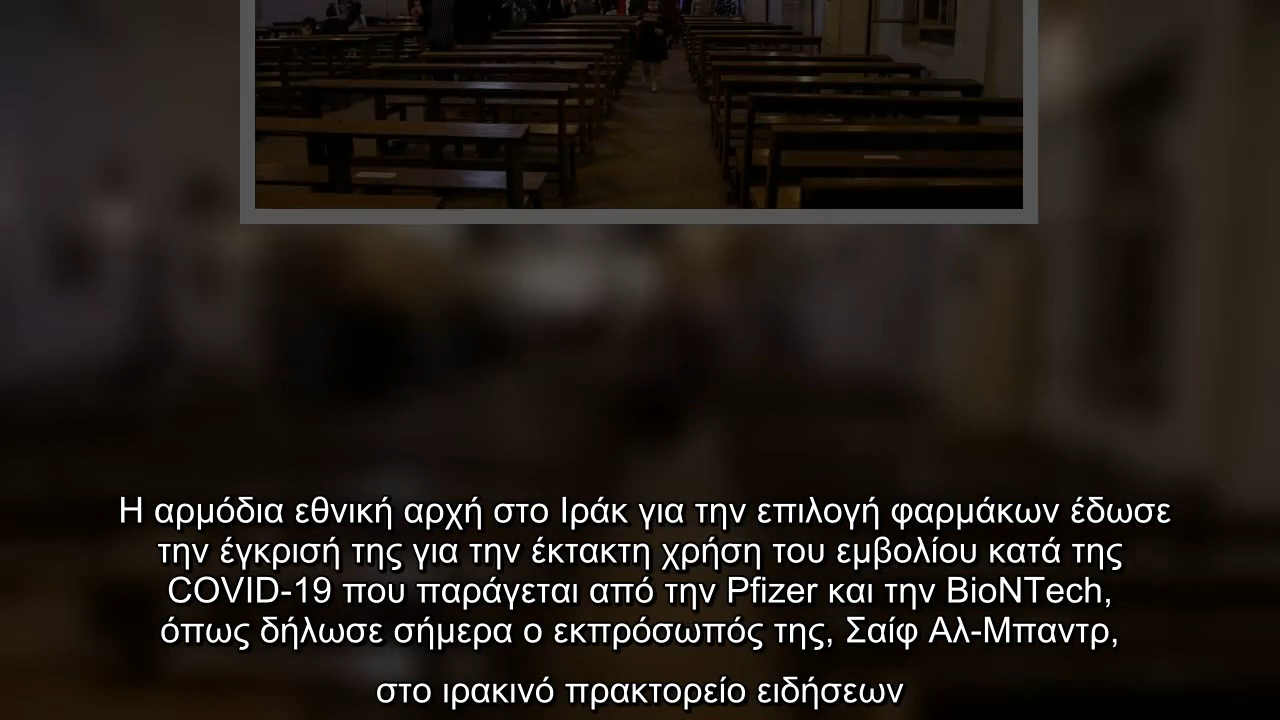 Η αρμόδια εθνική αρχή στο Ιράκ για την επιλογή φαρμάκων έδωσε
την έγκρισή της για την έκτακτη χρήση του εμβολίου κατά της
COVID-19 που παράγεται από την Pfizer και την BioNTech,
όπως δήλωσε σήμερα ο εκπρόσωπός της, Σαίφ Αλ-Μπαντρ,
στο ιρακινό πρακτορείο ειδήσεων